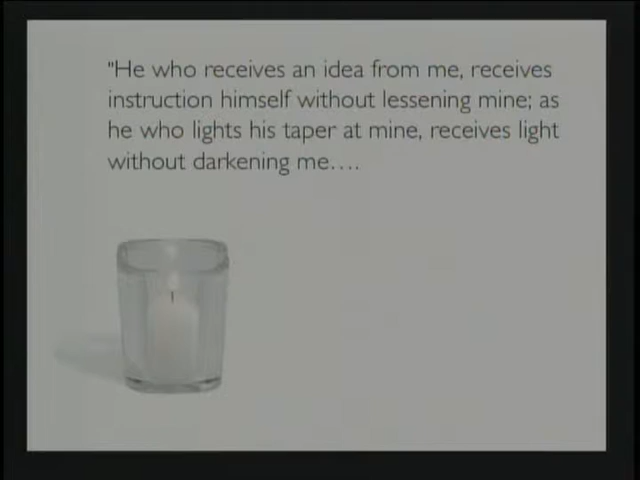 "He who receives an idea from me, receives
instruction himself without lessening mine; as
he who lights his taper at mine, receives light
without darkening me….